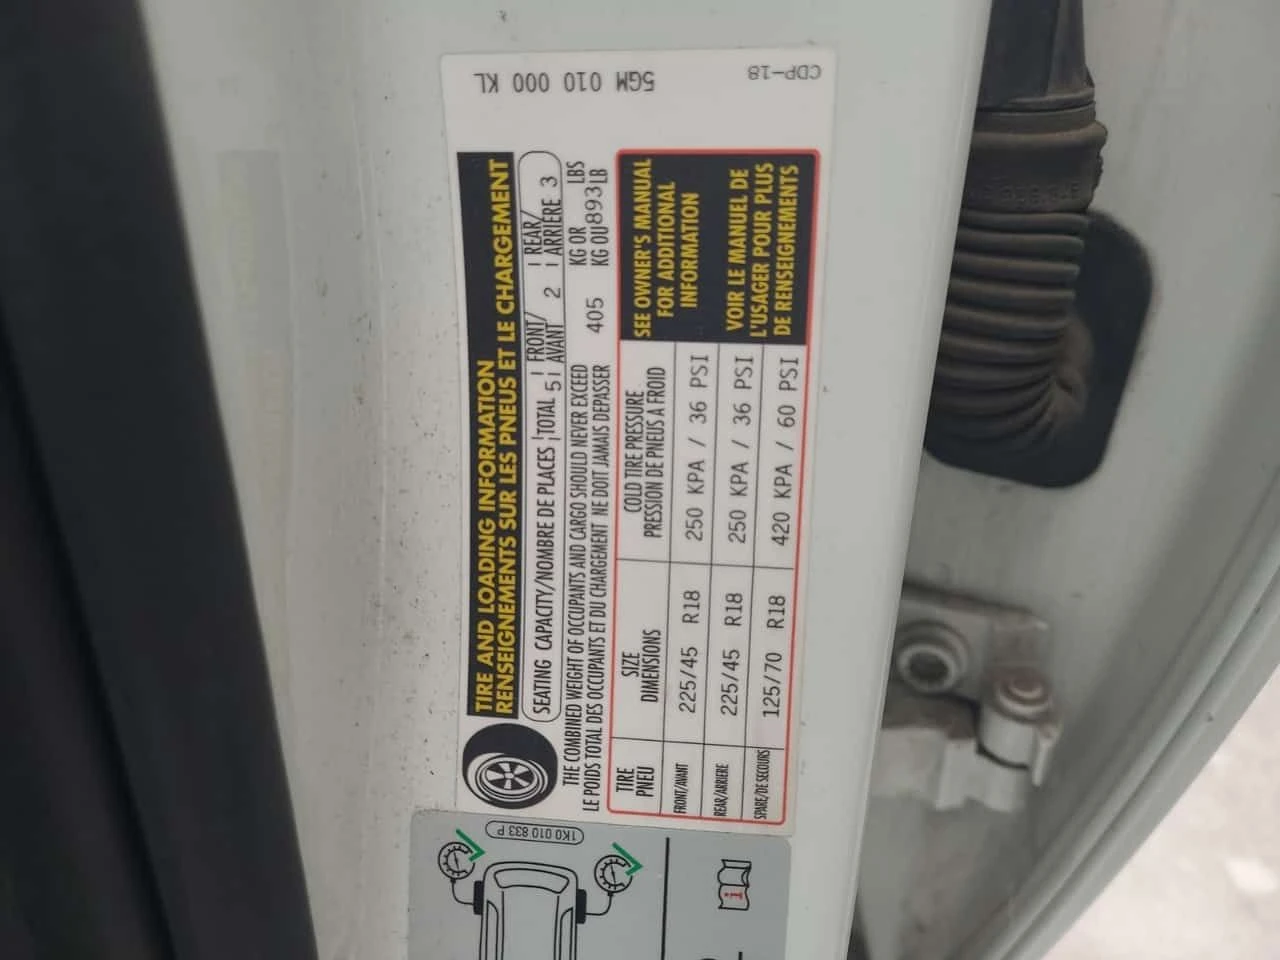 TIRE AND LOADING INFORMATION
RENSEIGNEMENTS SUR LES PNEUS ET LE CHARGEMENT
SEATING CAPACITY/NOMBRE DE PLACES TOTAL 5 FRONT/AVANT 2 REAR/ARRIÈRE 3
THE COMBINED WEIGHT OF OCCUPANTS AND CARGO SHOULD NEVER EXCEED 405 KG OR 893 LBS
LE POIDS TOTAL DES OCCUPANTS ET DU CHARGEMENT NE DOIT JAMAIS DEPASSER KG OU LB
TIRE PNEU SIZE DIMENSIONS COLD TIRE PRESSURE PRESSION DE PNEUS A FROID
FRONT/AVANT 225/45 R18 250 KPA / 36 PSI
REAR/ARRIERE 225/45 R18 250 KPA / 36 PSI
SPARE/DE SECOURS 125/70 R18 420 KPA / 60 PSI
SEE OWNER'S MANUAL
FOR ADDITIONAL
INFORMATION
VOIR LE MANUEL DE
L'USAGER POUR PLUS
DE RENSEIGNEMENTS
5GM 010 000 KL
CDP-18
1K0 010 833 P
i